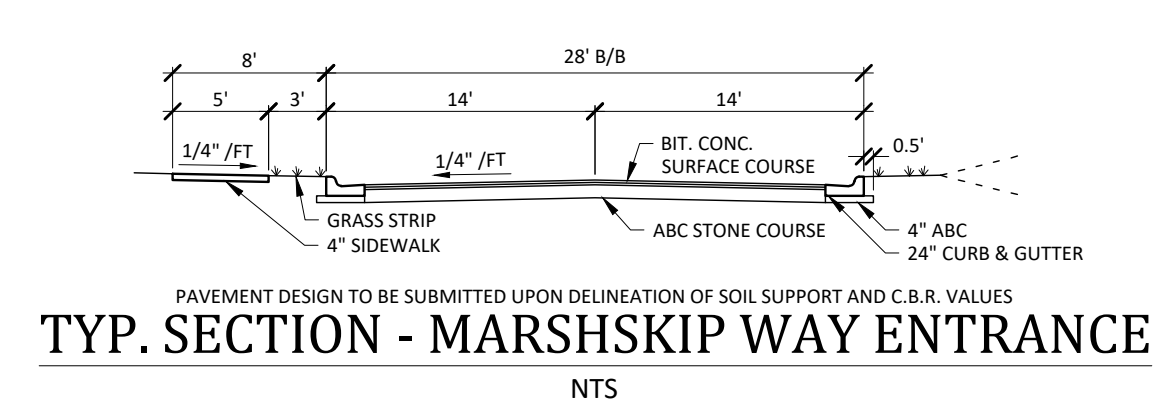 8'
28' B/B
5'
3'
14'
14'
1/4" /FT
1/4" /FT
BIT. CONC.
SURFACE COURSE
0.5'
GRASS STRIP
4" SIDEWALK
ABC STONE COURSE
4" ABC
24" CURB & GUTTER
PAVEMENT DESIGN TO BE SUBMITTED UPON DELINEATION OF SOIL SUPPORT AND C.B.R. VALUES
TYP. SECTION - MARSHSKIP WAY ENTRANCE
NTS